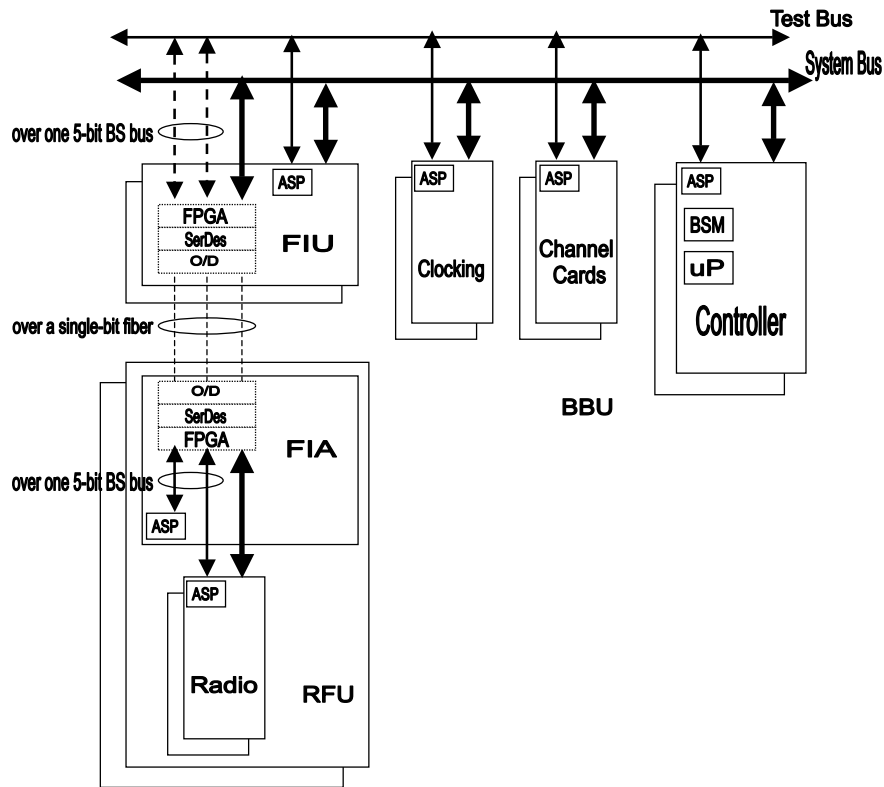 Test Bus
System Bus
over one 5-bit BS bus
ASP
FPGA
SerDes
O/D
FIU
ASP
Clocking
ASP
Channel
Cards
ASP
BSM
uP
Controller
over a single-bit fiber
BBU
O/D
SerDes
FPGA
FIA
over one 5-bit BS bus
ASP
ASP
Radio
RFU